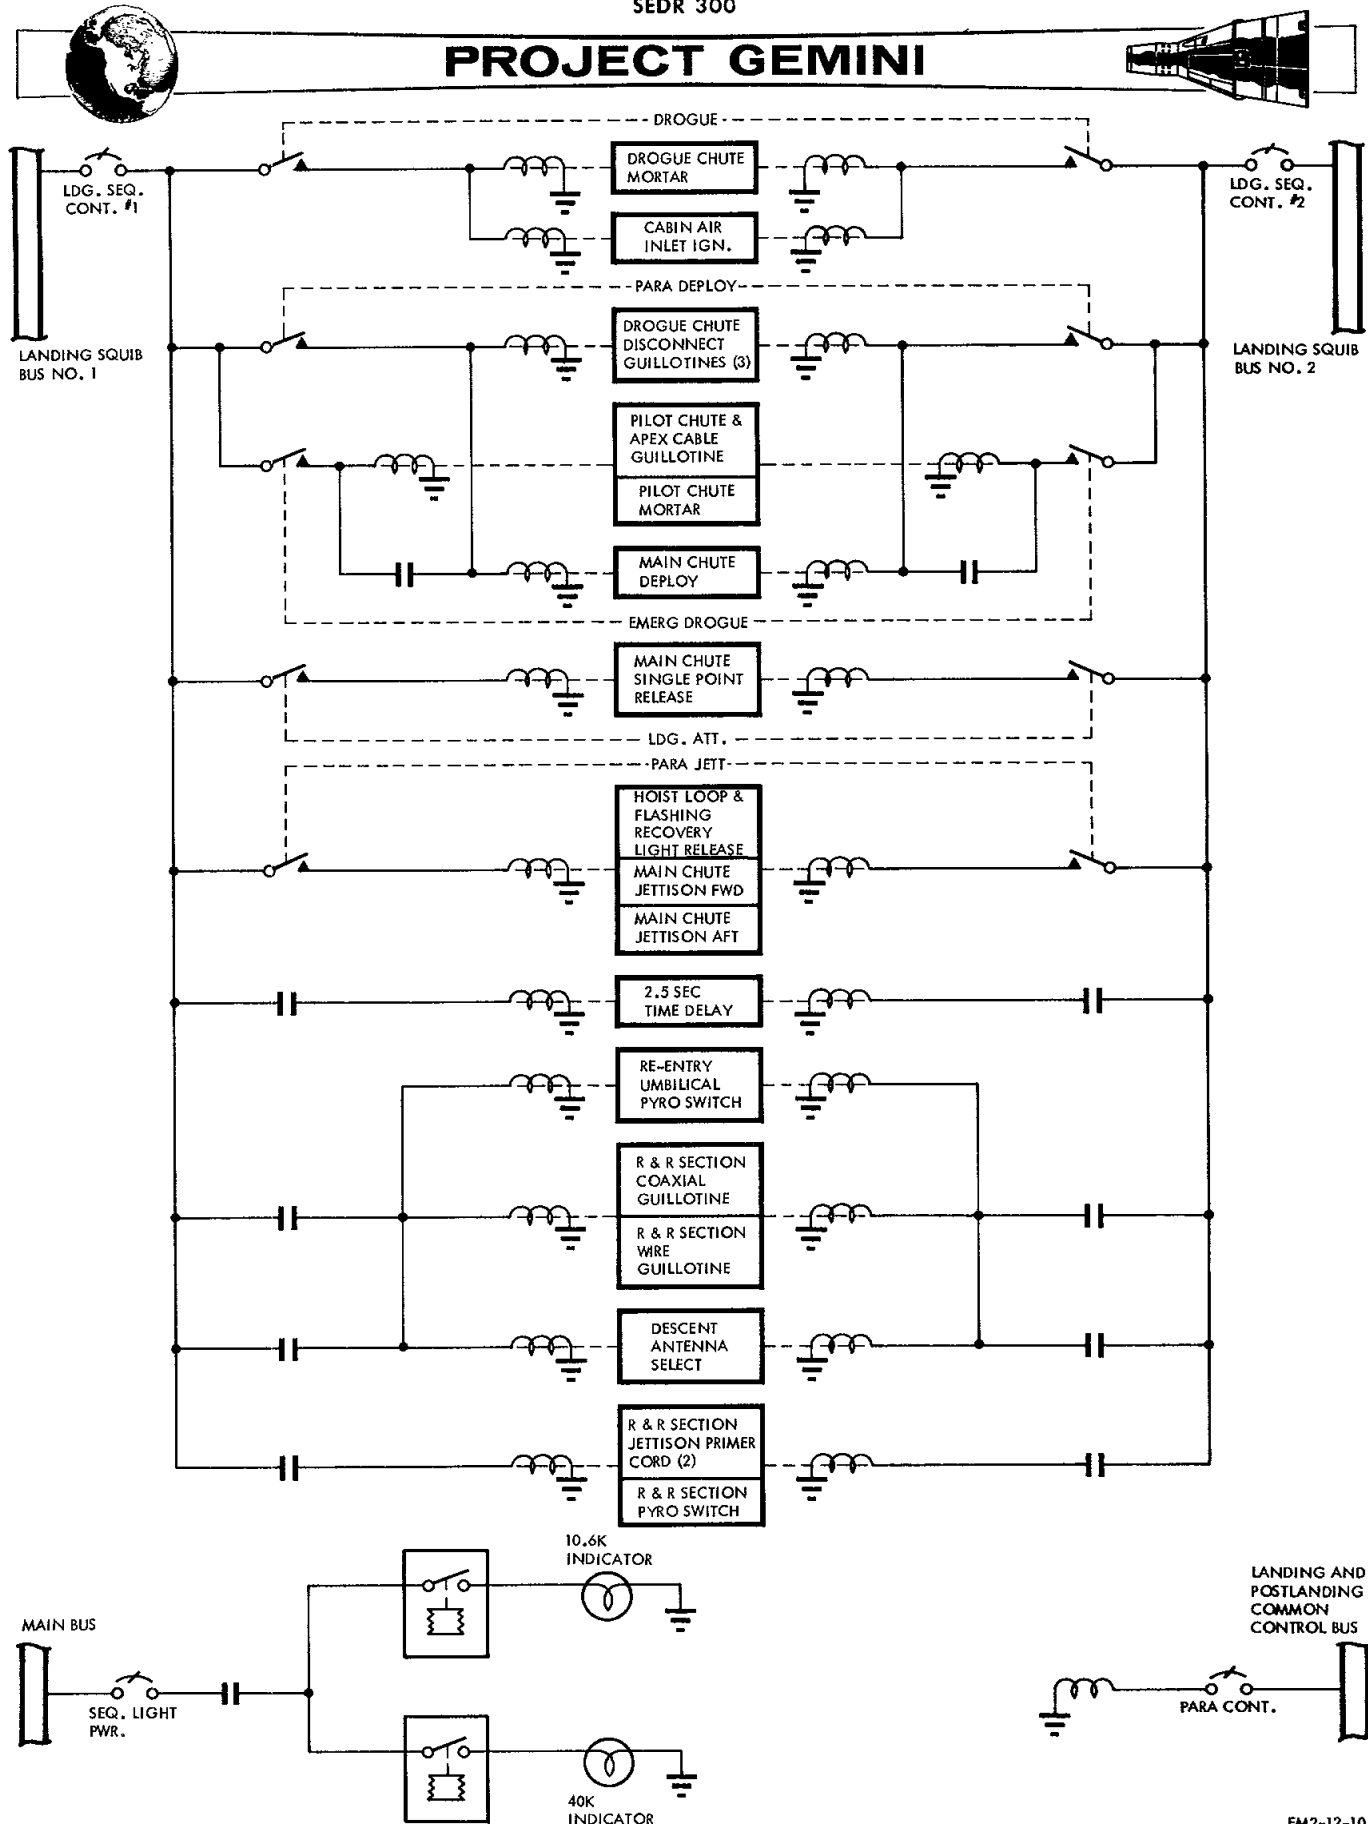 SEDR 300
PROJECT GEMINI
DROGUE
DROGUE CHUTE
MORTAR
LDG. SEQ.
CONT. #1
LDG. SEQ.
CONT. #2
CABIN AIR
INLET IGN.
PARA DEPLOY
DROGUE CHUTE
DISCONNECT
GUILLOTINES (3)
LANDING SQUIB
BUS NO. 1
LANDING SQUIB
BUS NO. 2
PILOT CHUTE &
APEX CABLE
GUILLOTINE
PILOT CHUTE
MORTAR
MAIN CHUTE
DEPLOY
EMERG DROGUE
MAIN CHUTE
SINGLE POINT
RELEASE
LDG. ATT.
PARA JETT
HOIST LOOP &
FLASHING
RECOVERY
LIGHT RELEASE
MAIN CHUTE
JETTISON FWD
MAIN CHUTE
JETTISON AFT
2.5 SEC
TIME DELAY
RE-ENTRY
UMBILICAL
PYRO SWITCH
R & R SECTION
COAXIAL
GUILLOTINE
R & R SECTION
WIRE
GUILLOTINE
DESCENT
ANTENNA
SELECT
R & R SECTION
JETTISON PRIMER
CORD (2)
R & R SECTION
PYRO SWITCH
10.6K
INDICATOR
MAIN BUS
SEQ. LIGHT
PWR.
40K
INDICATOR
LANDING AND
POSTLANDING
COMMON
CONTROL BUS
PARA CONT.
FM2-12-10